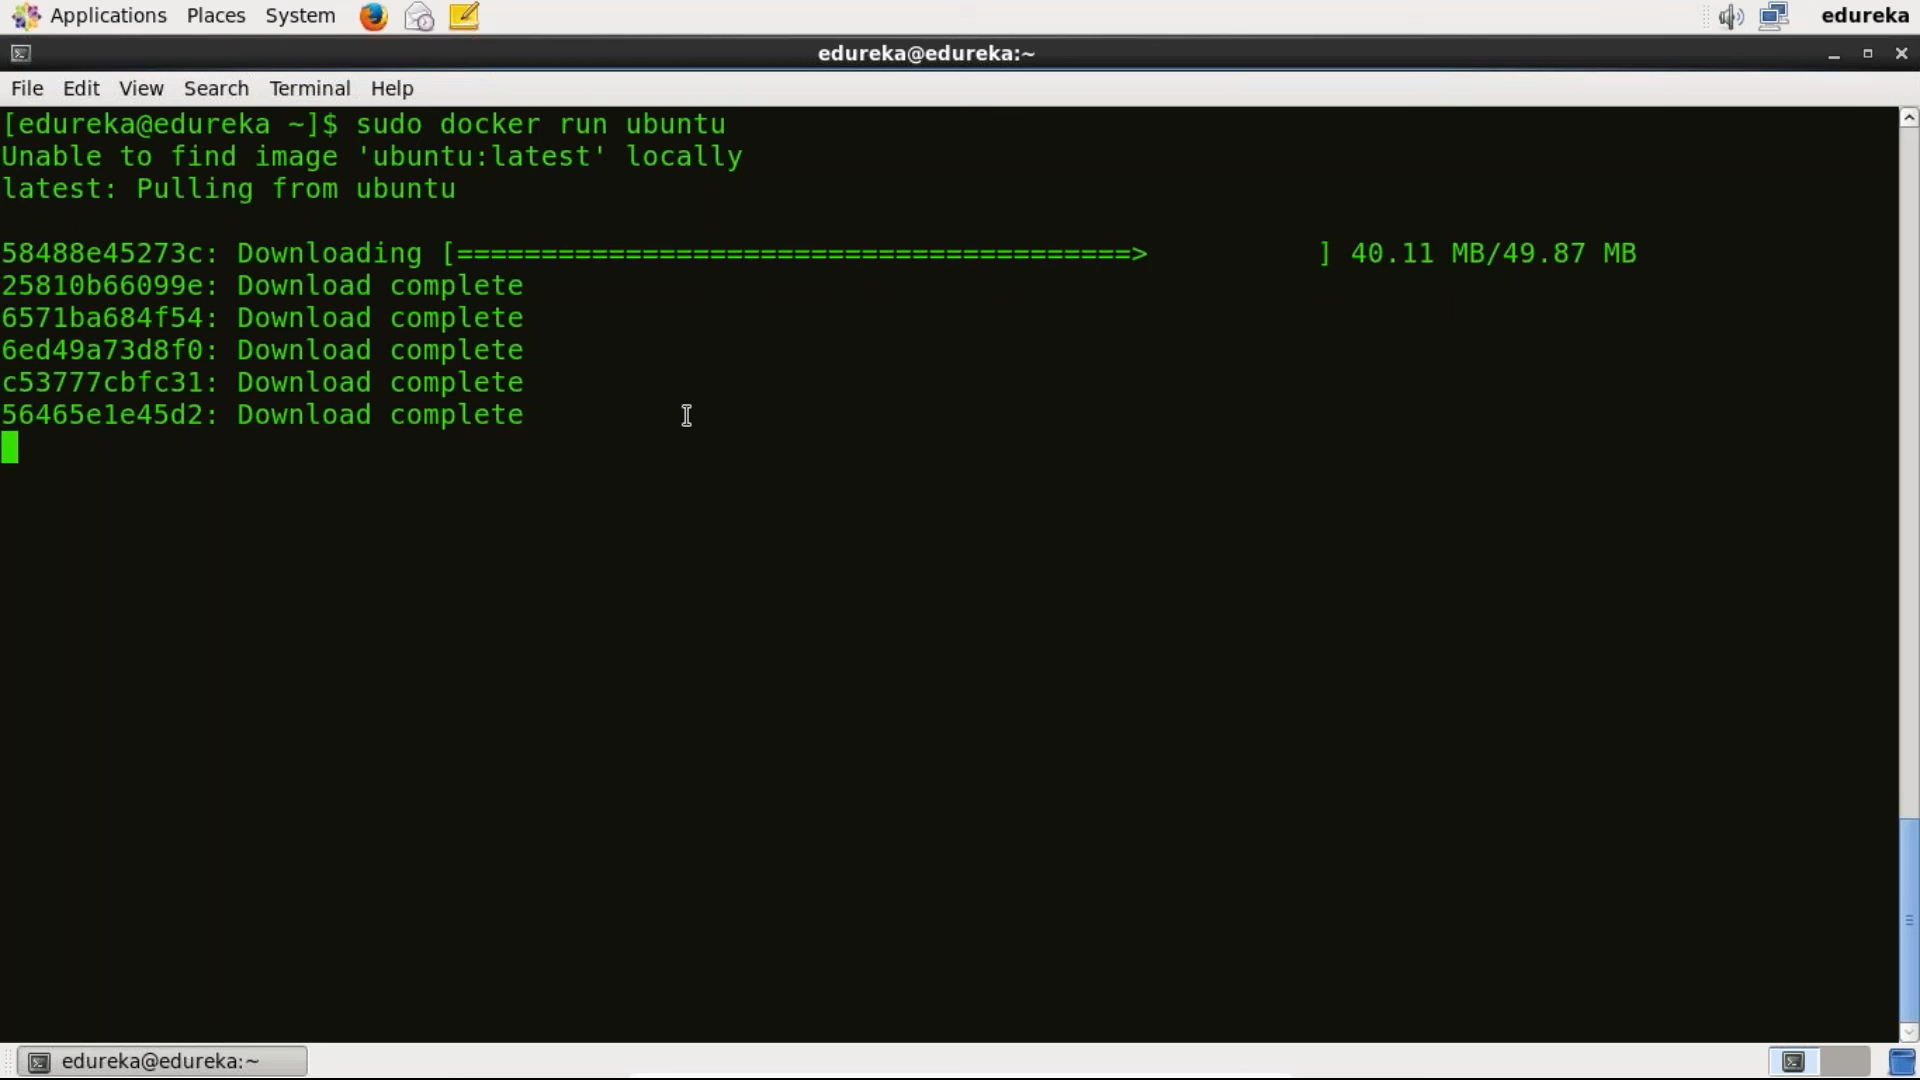 Applications Places System edureka
edureka@edureka:~
File Edit View Search Terminal Help
[edureka@edureka ~]$ sudo docker run ubuntu
Unable to find image 'ubuntu:latest' locally
latest: Pulling from ubuntu
58488e45273c: Downloading [========================================>          ] 40.11 MB/49.87 MB
25810b66099e: Download complete
6571ba684f54: Download complete
6ed49a73d8f0: Download complete
c53777cbfc31: Download complete
56465e1e45d2: Download complete
edureka@edureka:~